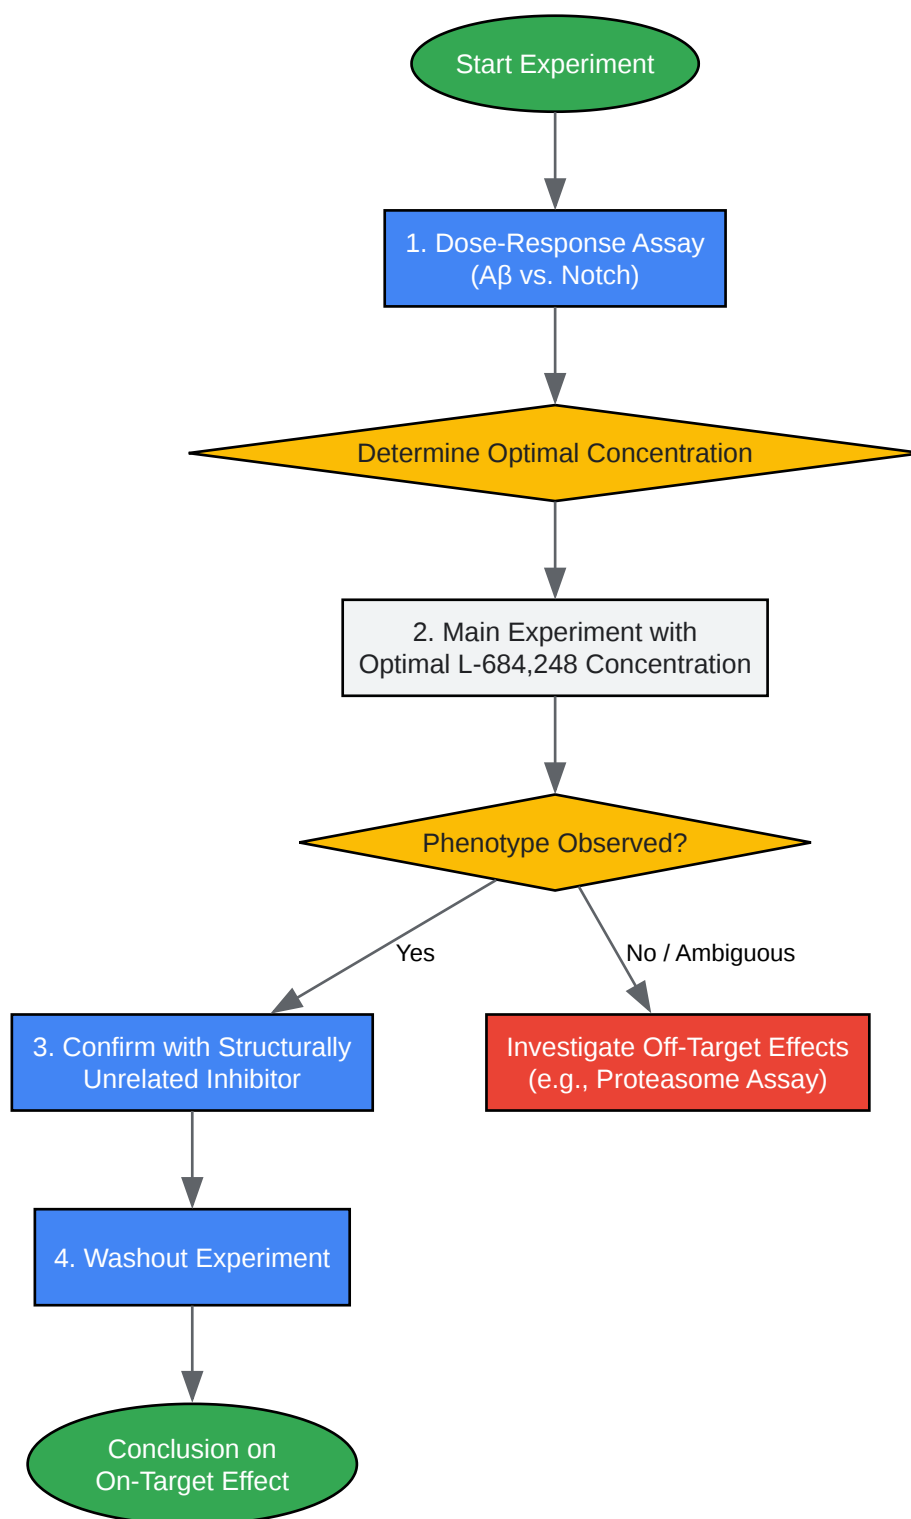 Start Experiment
1. Dose-Response Assay
(Aβ vs. Notch)
Determine Optimal Concentration
2. Main Experiment with
Optimal L-684,248 Concentration
Phenotype Observed?
Yes
No / Ambiguous
3. Confirm with Structurally
Unrelated Inhibitor
Investigate Off-Target Effects
(e.g., Proteasome Assay)
4. Washout Experiment
Conclusion on
On-Target Effect